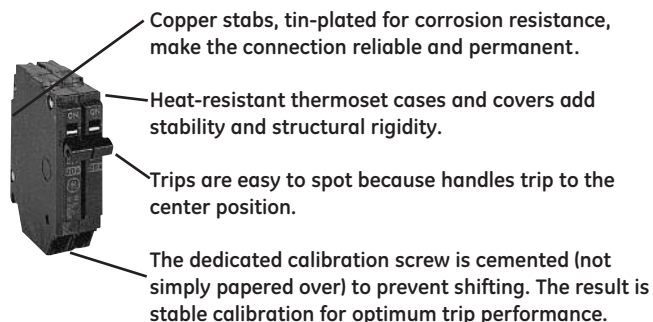 Copper stabs, tin-plated for corrosion resistance,
make the connection reliable and permanent.
Heat-resistant thermoset cases and covers add
stability and structural rigidity.
Trips are easy to spot because handles trip to the
center position.
The dedicated calibration screw is cemented (not
simply papered over) to prevent shifting. The result is
stable calibration for optimum trip performance.
ON ON